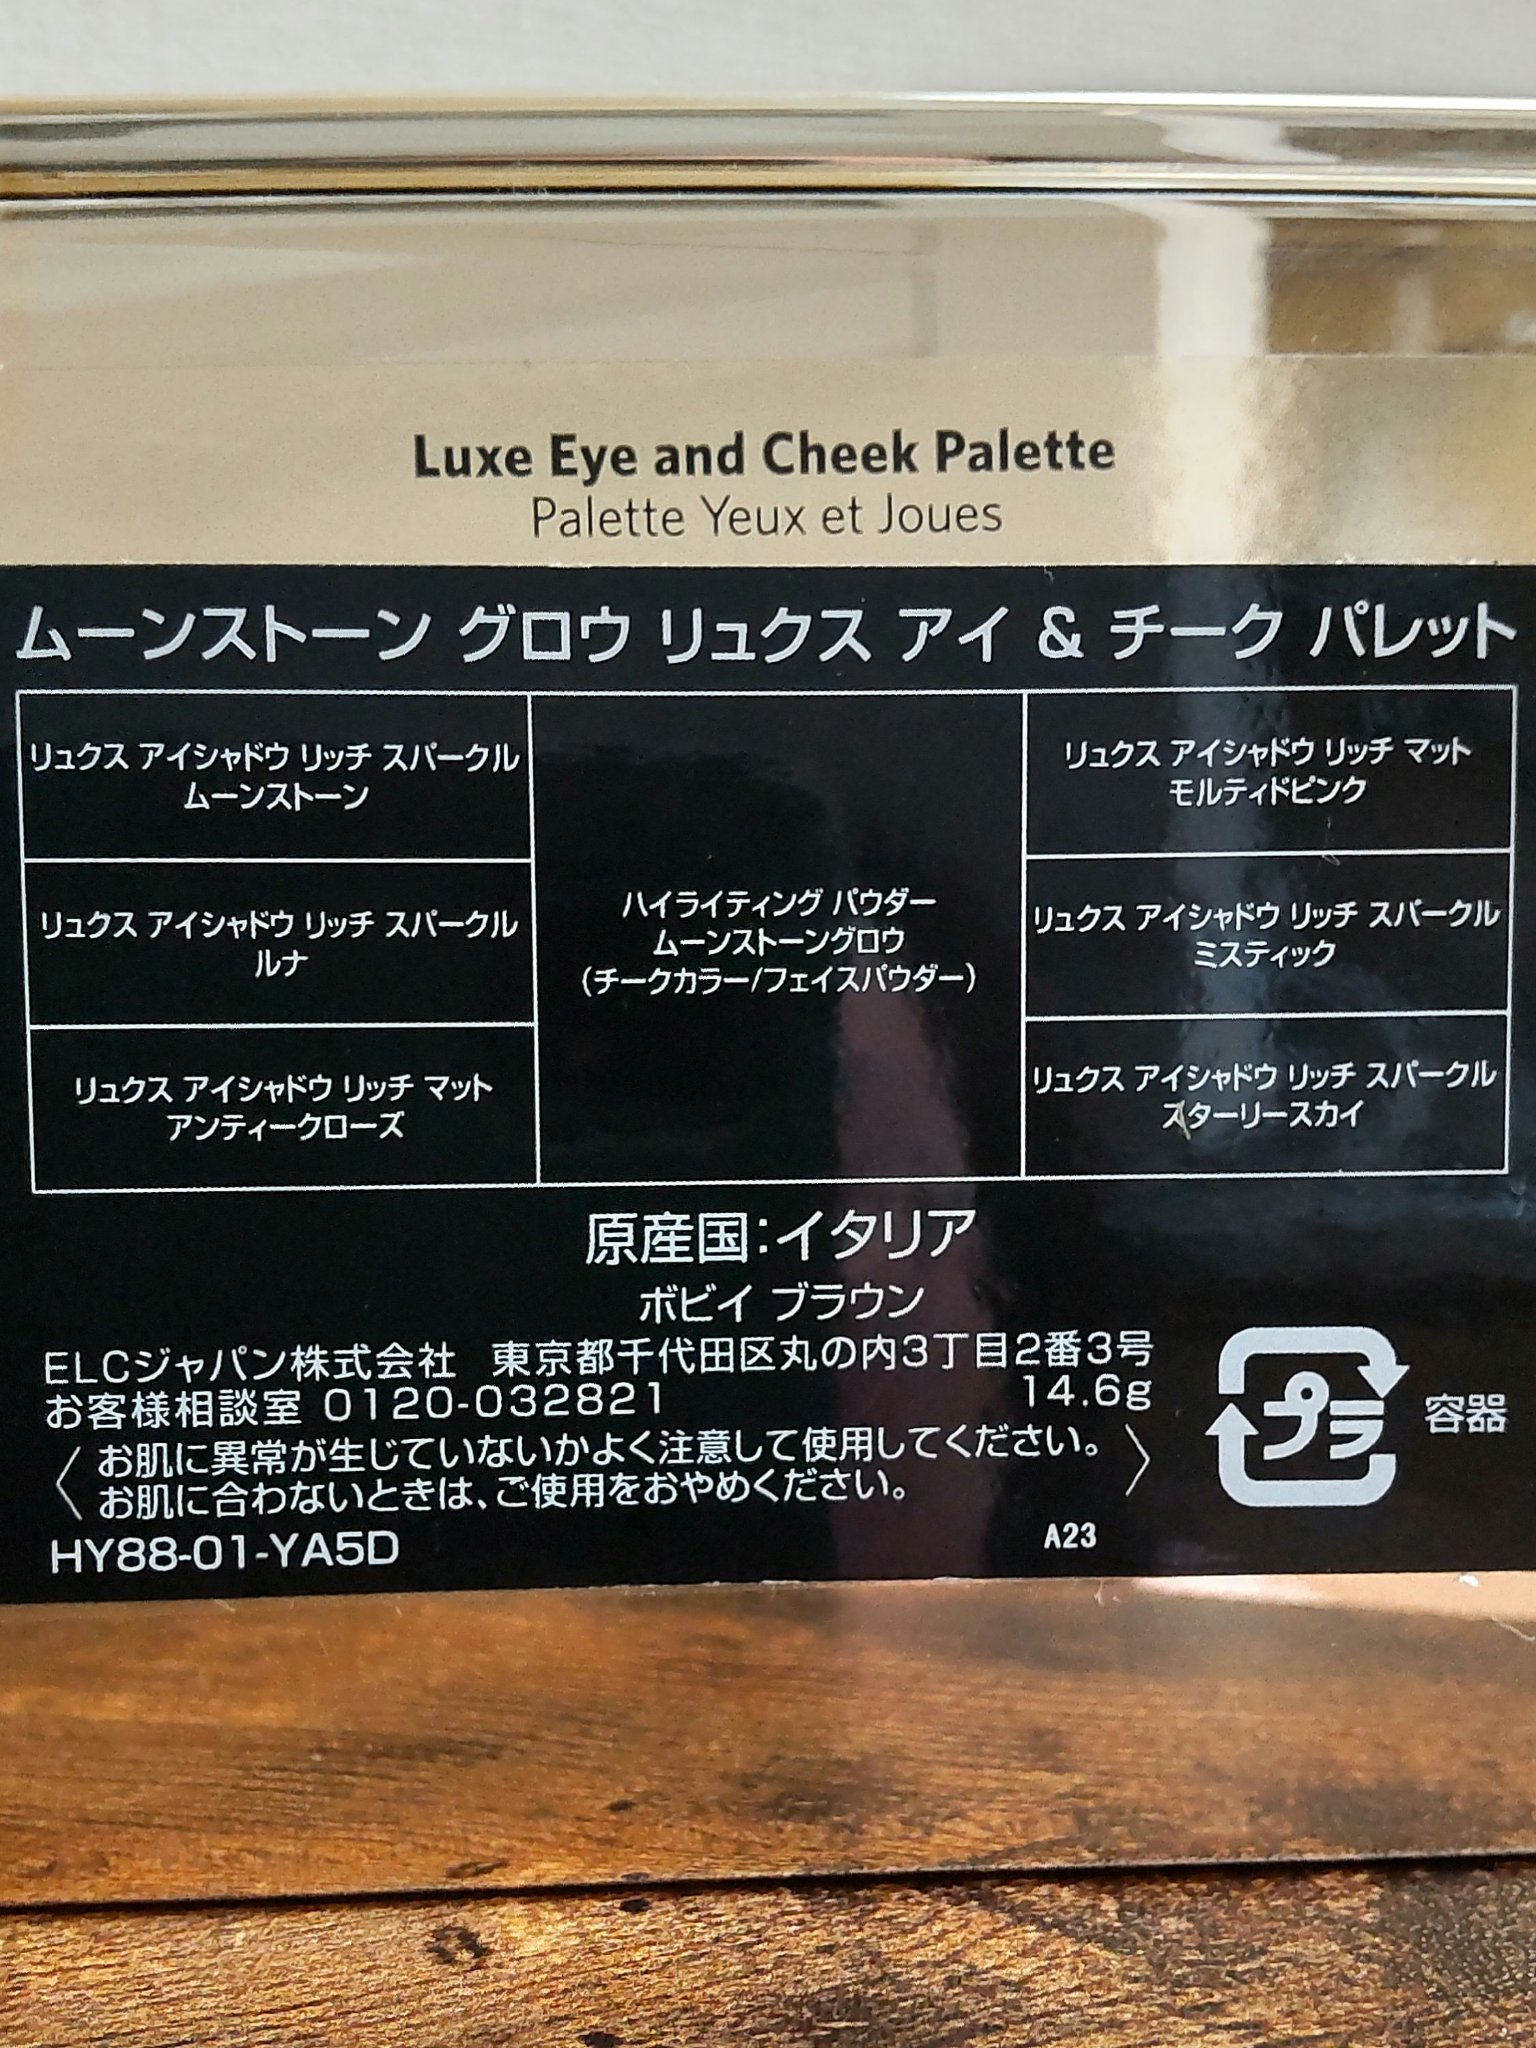 Luxe Eye and Cheek Palette
Palette Yeux et Joues
ムーンストーン グロウ リュクス アイ & チーク パレット
リュクス アイシャドウ リッチ スパークル
ムーンストーン
リュクス アイシャドウ リッチ スパークル
ルナ
リュクス アイシャドウ リッチ マット
アンティークローズ
ハイライティング パウダー
ムーンストーングロウ
(チークカラー/フェイスパウダー)
リュクス アイシャドウ リッチ マット
モルティドピンク
リュクス アイシャドウ リッチ スパークル
ミスティック
リュクス アイシャドウ リッチ スパークル
スターリースカイ
原産国:イタリア
ボビイ ブラウン
ELCジャパン株式会社 東京都千代田区丸の内3丁目2番3号
お客様相談室 0120-032821 14.6g
〈お肌に異常が生じていないかよく注意して使用してください。
お肌に合わないときは、ご使用をおやめください。〉
HY88-01-YA5D
A23
プラ
容器